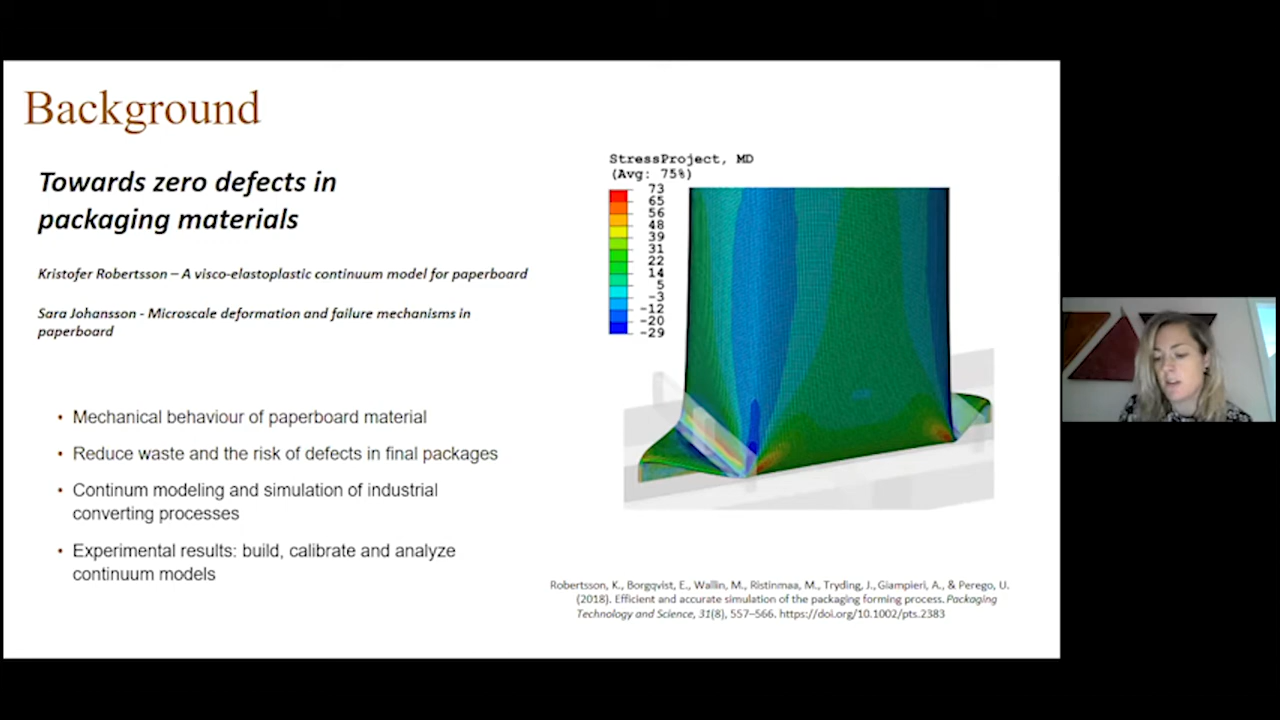 Background
Towards zero defects in
packaging materials
Kristofer Robertsson – A visco-elastoplastic continuum model for paperboard
Sara Johansson - Microscale deformation and failure mechanisms in
paperboard
• Mechanical behaviour of paperboard material
• Reduce waste and the risk of defects in final packages
• Continum modeling and simulation of industrial
converting processes
• Experimental results: build, calibrate and analyze
continuum models
StressProject, MD
(Avg: 75%)
73
65
56
48
39
31
22
14
5
−3
−12
−20
−29
Robertsson, K., Borgqvist, E., Wallin, M., Ristinmaa, M., Tryding, J., Giampieri, A., & Perego, U.
(2018). Efficient and accurate simulation of the packaging forming process. Packaging
Technology and Science, 31(8), 557–566. https://doi.org/10.1002/pts.2383